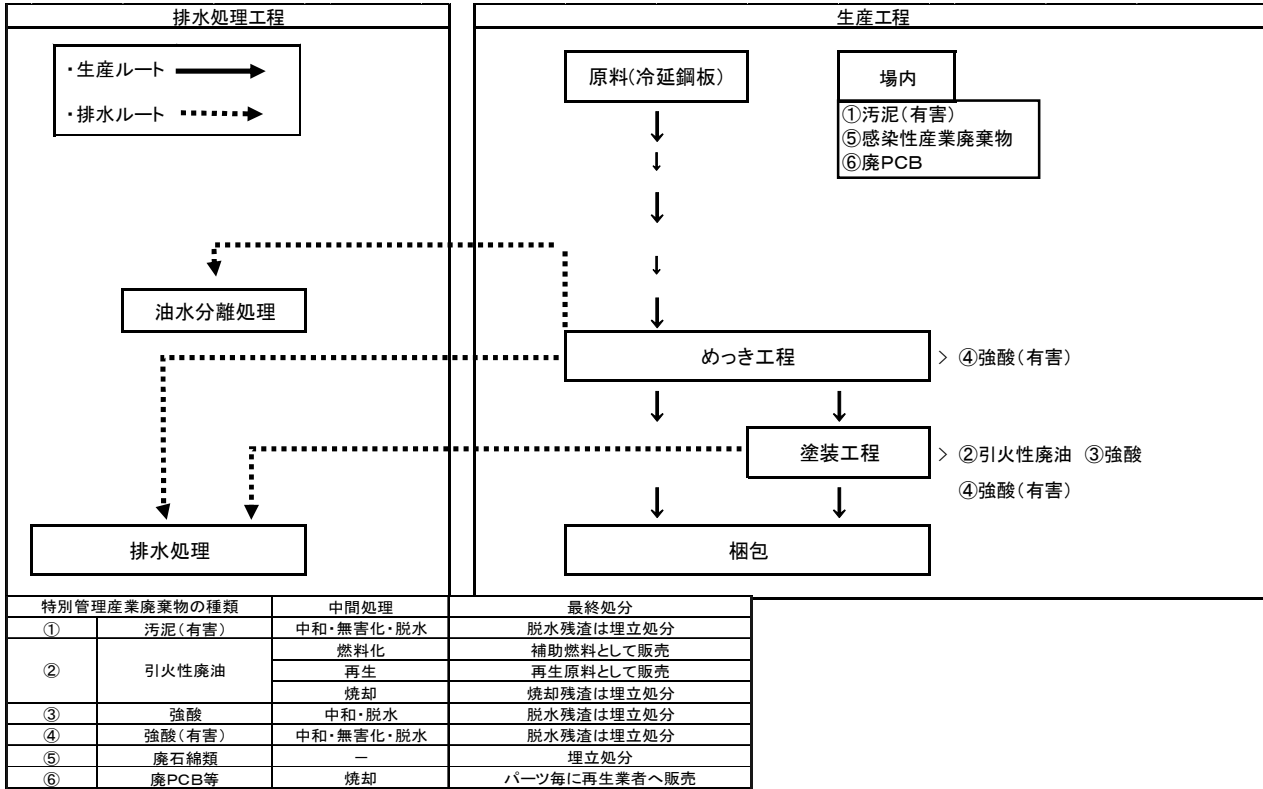 排水処理工程
生産工程
・生産ルート
・排水ルート
原料(冷延鋼板)
場内
①汚泥(有害)
⑤感染性産業廃棄物
⑥廃PCB
油水分離処理
めっき工程
> ④強酸(有害)
塗装工程
> ②引火性廃油 ③強酸
④強酸(有害)
排水処理
梱包
特別管理産業廃棄物の種類 中間処理 最終処分
① 汚泥(有害) 中和・無害化・脱水 脱水残渣は埋立処分
② 引火性廃油 燃料化 補助燃料として販売
再生 再生原料として販売
焼却 焼却残渣は埋立処分
③ 強酸 中和・脱水 脱水残渣は埋立処分
④ 強酸(有害) 中和・無害化・脱水 脱水残渣は埋立処分
⑤ 廃石綿類 － 埋立処分
⑥ 廃PCB等 焼却 パーツ毎に再生業者へ販売